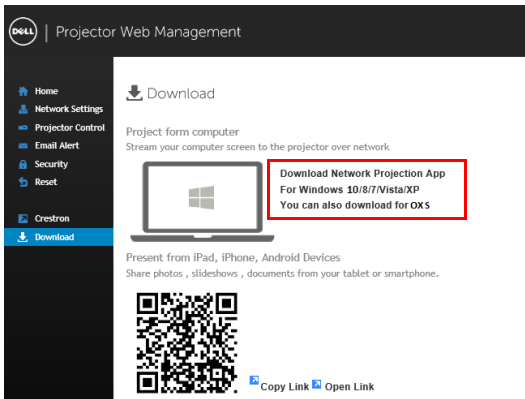 DELL | Projector Web Management
Home
Network Settings
Projector Control
Email Alert
Security
Reset
Crestron
Download
Download
Project form computer
Stream your computer screen to the projector over network
Download Network Projection App
For Windows 10/8/7/Vista/XP
You can also download for OXS
Present from iPad, iPhone, Android Devices
Share photos , slideshows , documents from your tablet or smartphone.
Copy Link Open Link